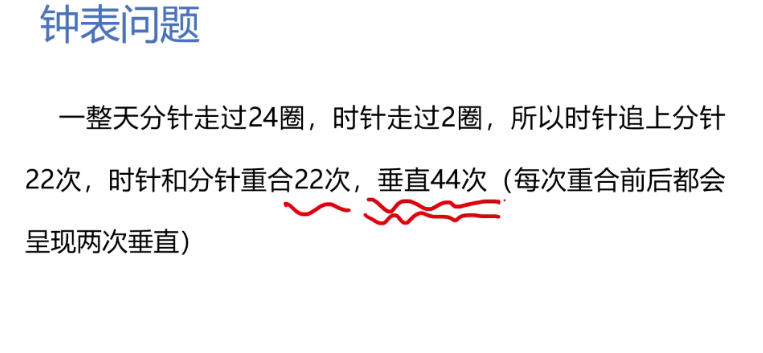 钟表问题
一整天分针走过24圈，时针走过2圈，所以时针追上分针
22次，时针和分针重合22次，垂直44次（每次重合前后都会
呈现两次垂直）